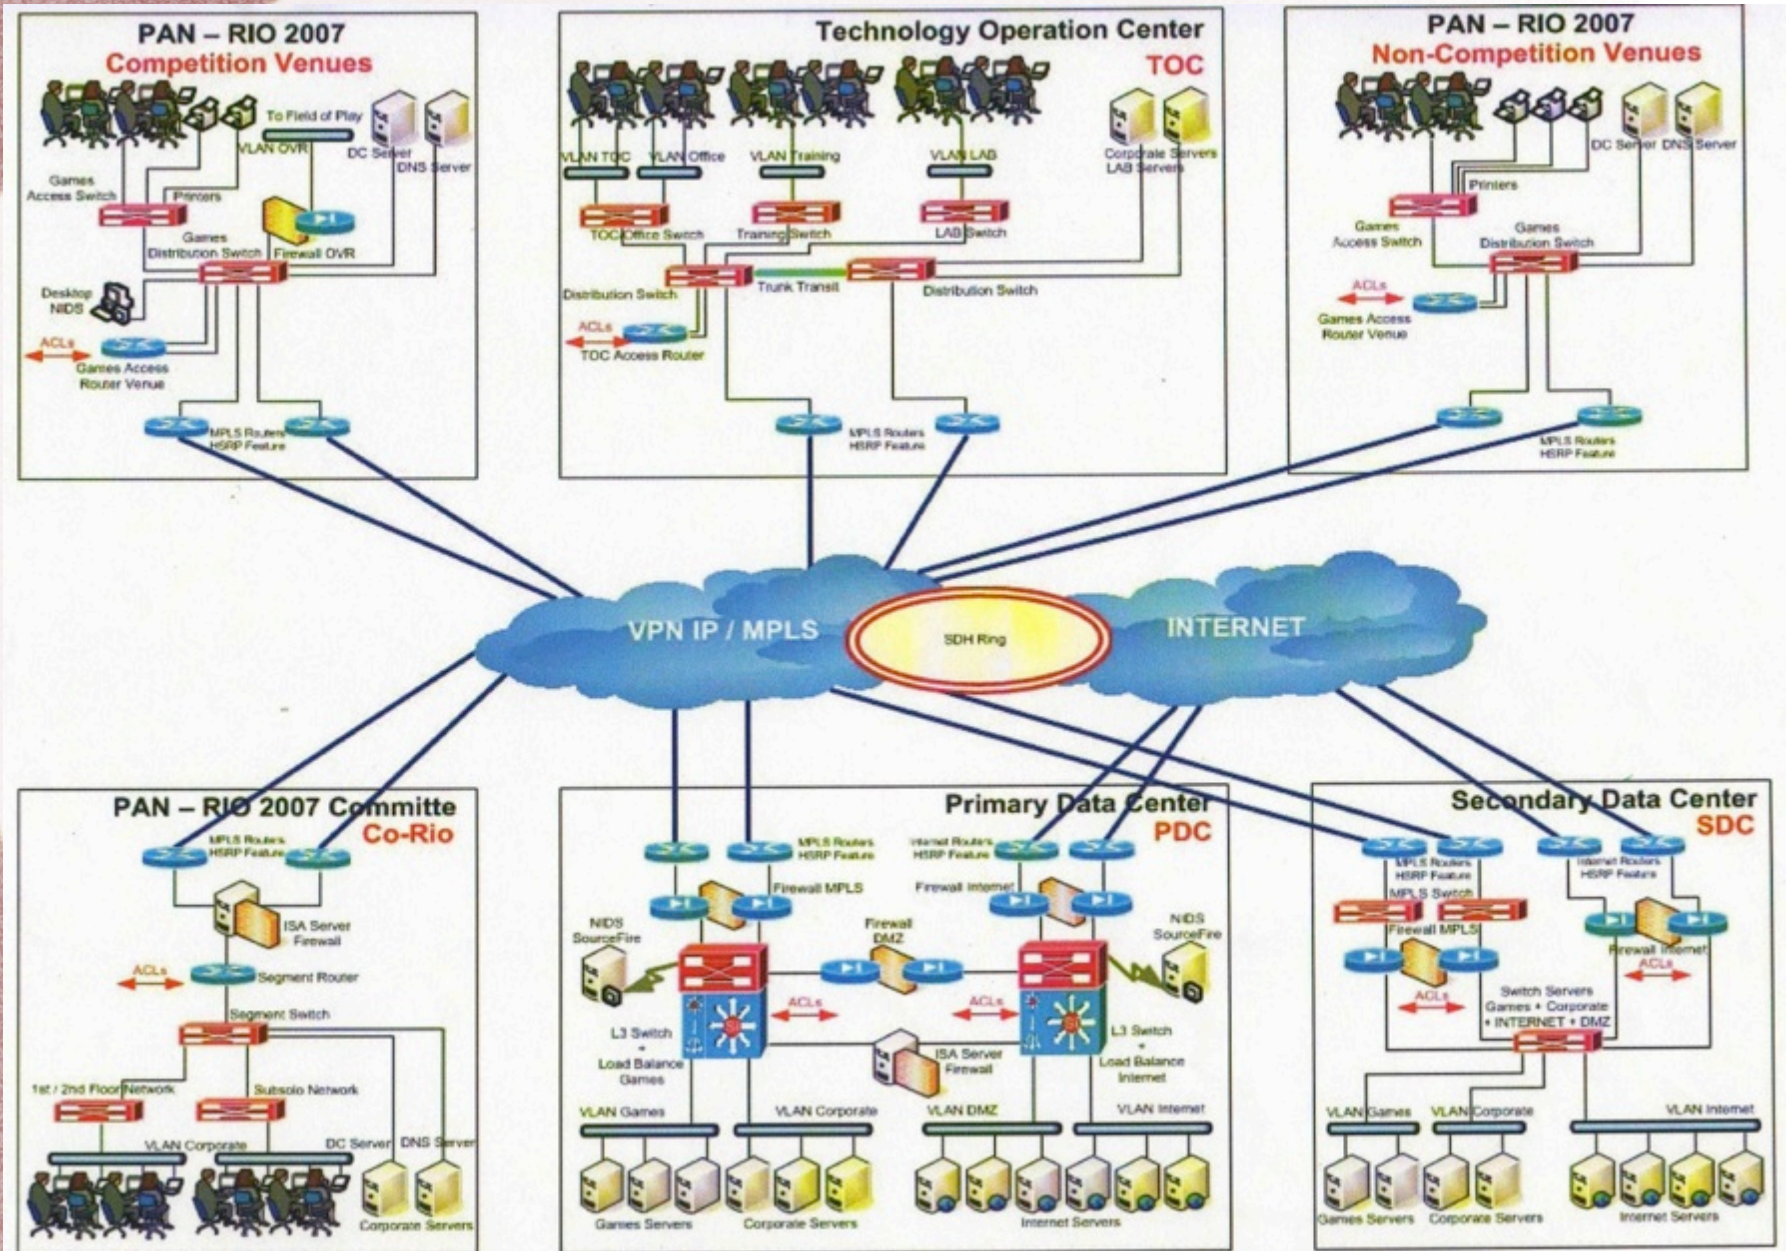 PAN – RIO 2007
Competition Venues
To Field of Play
VLAN OVR
DC Server
DNS Server
Games
Access Switch
Printers
Games
Distribution Switch
Firewall OVR
Desktop
NIDS
ACLs
Games Access
Router Venue
MPLS Routers
HSRP Feature
Technology Operation Center
TOC
VLAN TOC
VLAN Office
VLAN Training
VLAN LAB
Corporate Servers
LAB Servers
TOC/Office Switch
Training Switch
LAB Switch
Distribution Switch
Trunk Transit
Distribution Switch
ACLs
TOC Access Router
MPLS Routers
HSRP Feature
PAN – RIO 2007
Non-Competition Venues
DC Server
DNS Server
Printers
Games
Access Switch
Games
Distribution Switch
ACLs
Games Access
Router Venue
MPLS Routers
HSRP Feature
VPN IP / MPLS
SDH Ring
INTERNET
PAN – RIO 2007 Committe
Co-Rio
MPLS Routers
HSRP Feature
ISA Server
Firewall
ACLs
Segment Router
Segment Switch
1st / 2nd Floor Network
Subsolo Network
VLAN Corporate
DC Server
DNS Server
Corporate Servers
Primary Data Center
PDC
MPLS Routers
HSRP Feature
Internet Routers
HSRP Feature
Firewall MPLS
Firewall Internet
NIDS
SourceFire
Firewall
DMZ
NIDS
SourceFire
ACLs
ACLs
L3 Switch
+
Load Balance
Games
ISA Server
Firewall
L3 Switch
+
Load Balance
Internet
VLAN Games
VLAN Corporate
VLAN DMZ
VLAN Internet
Games Servers
Corporate Servers
Internet Servers
Secondary Data Center
SDC
MPLS Routers
HSRP Feature
Internet Routers
HSRP Feature
MPLS Switch
Firewall MPLS
Firewall Internet
ACLs
ACLs
Switch Servers
Games + Corporate
+ INTERNET + DMZ
VLAN Games
VLAN Corporate
VLAN Internet
Games Servers
Corporate Servers
Internet Servers